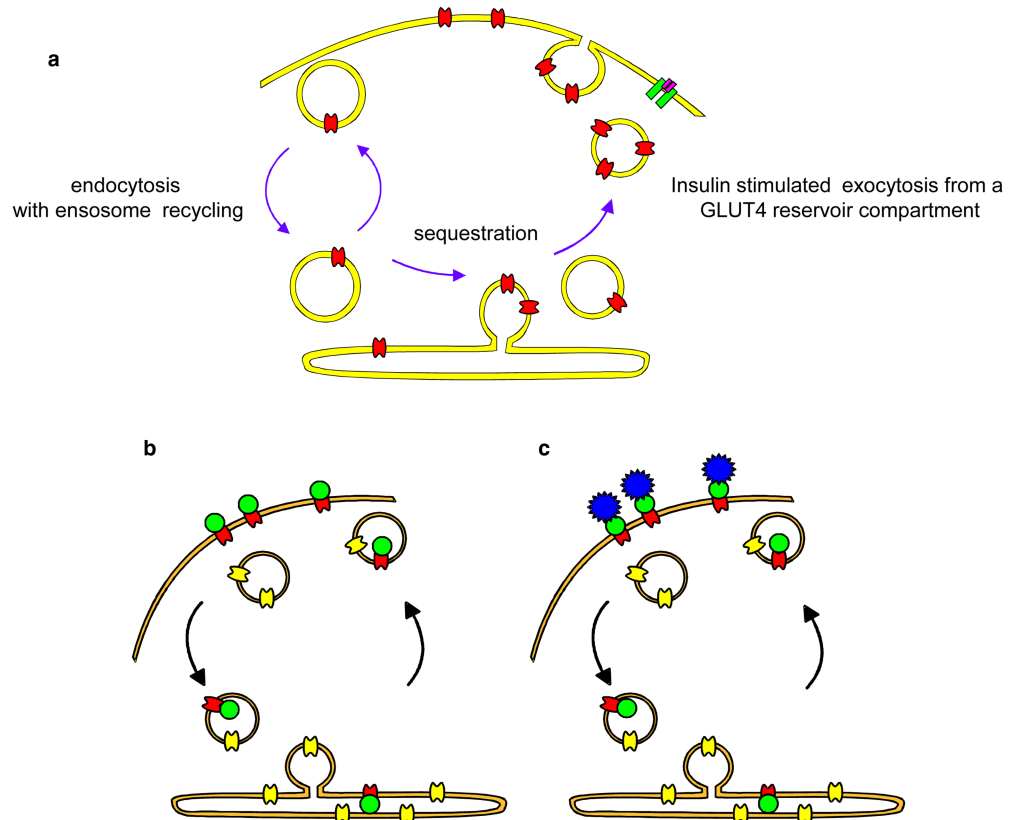 a
endocytosis
with ensosome recycling
sequestration
Insulin stimulated exocytosis from a
GLUT4 reservoir compartment
b
c